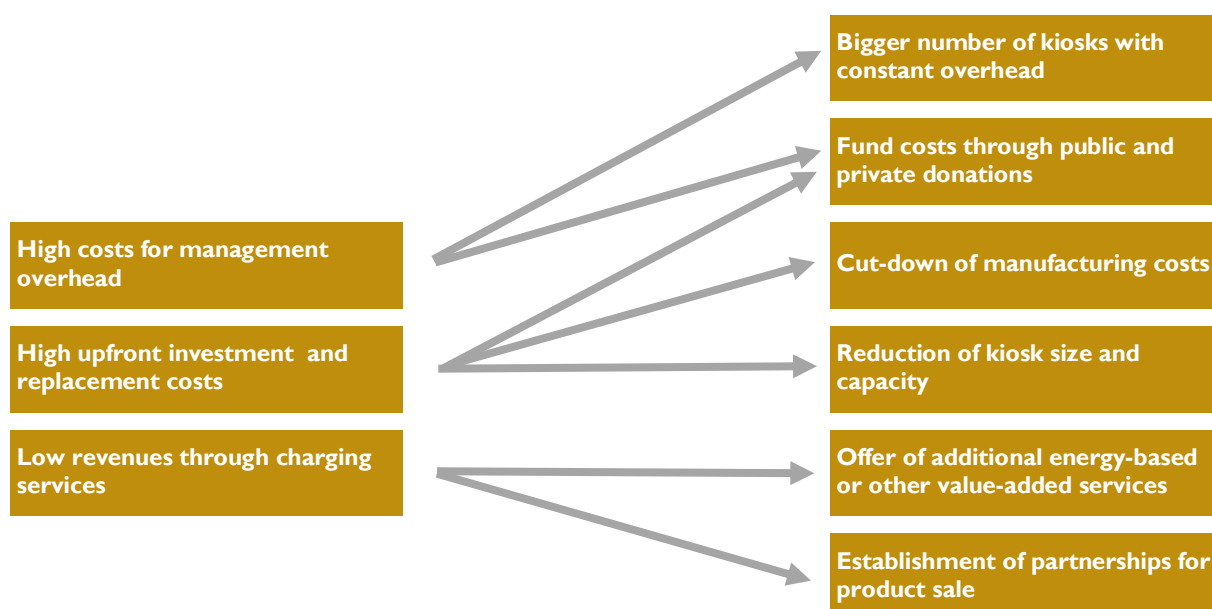 High costs for management
overhead
High upfront investment and
replacement costs
Low revenues through charging
services
Bigger number of kiosks with
constant overhead
Fund costs through public and
private donations
Cut-down of manufacturing costs
Reduction of kiosk size and
capacity
Offer of additional energy-based
or other value-added services
Establishment of partnerships for
product sale